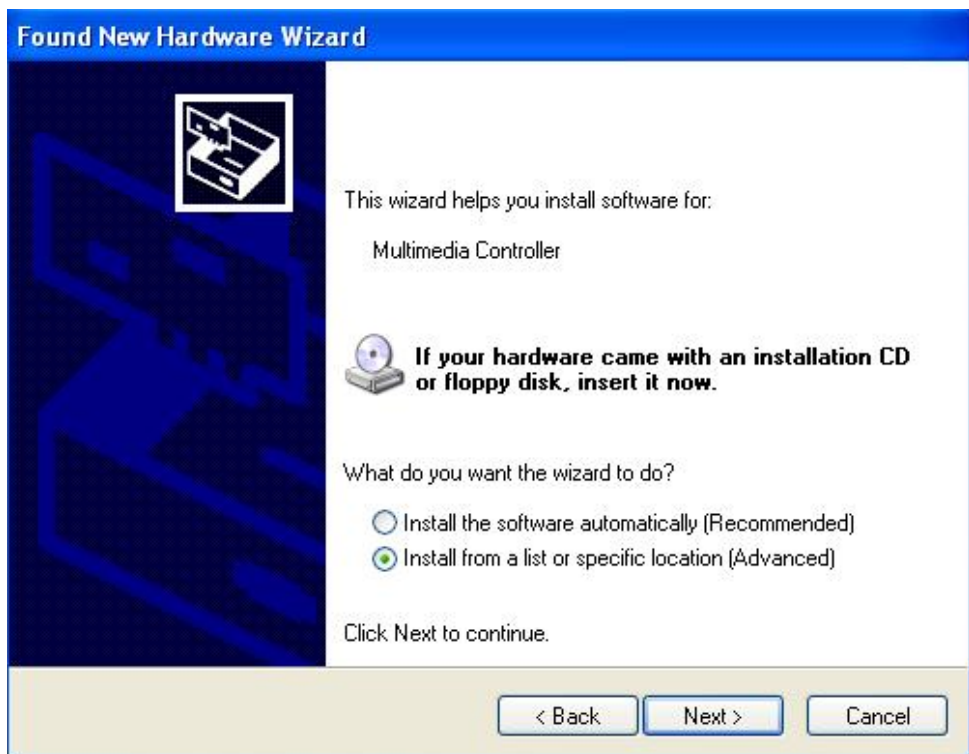 Found New Hardware Wizard
This wizard helps you install software for:
Multimedia Controller
If your hardware came with an installation CD
or floppy disk, insert it now.
What do you want the wizard to do?
Install the software automatically (Recommended)
Install from a list or specific location (Advanced)
Click Next to continue.
< Back
Next >
Cancel